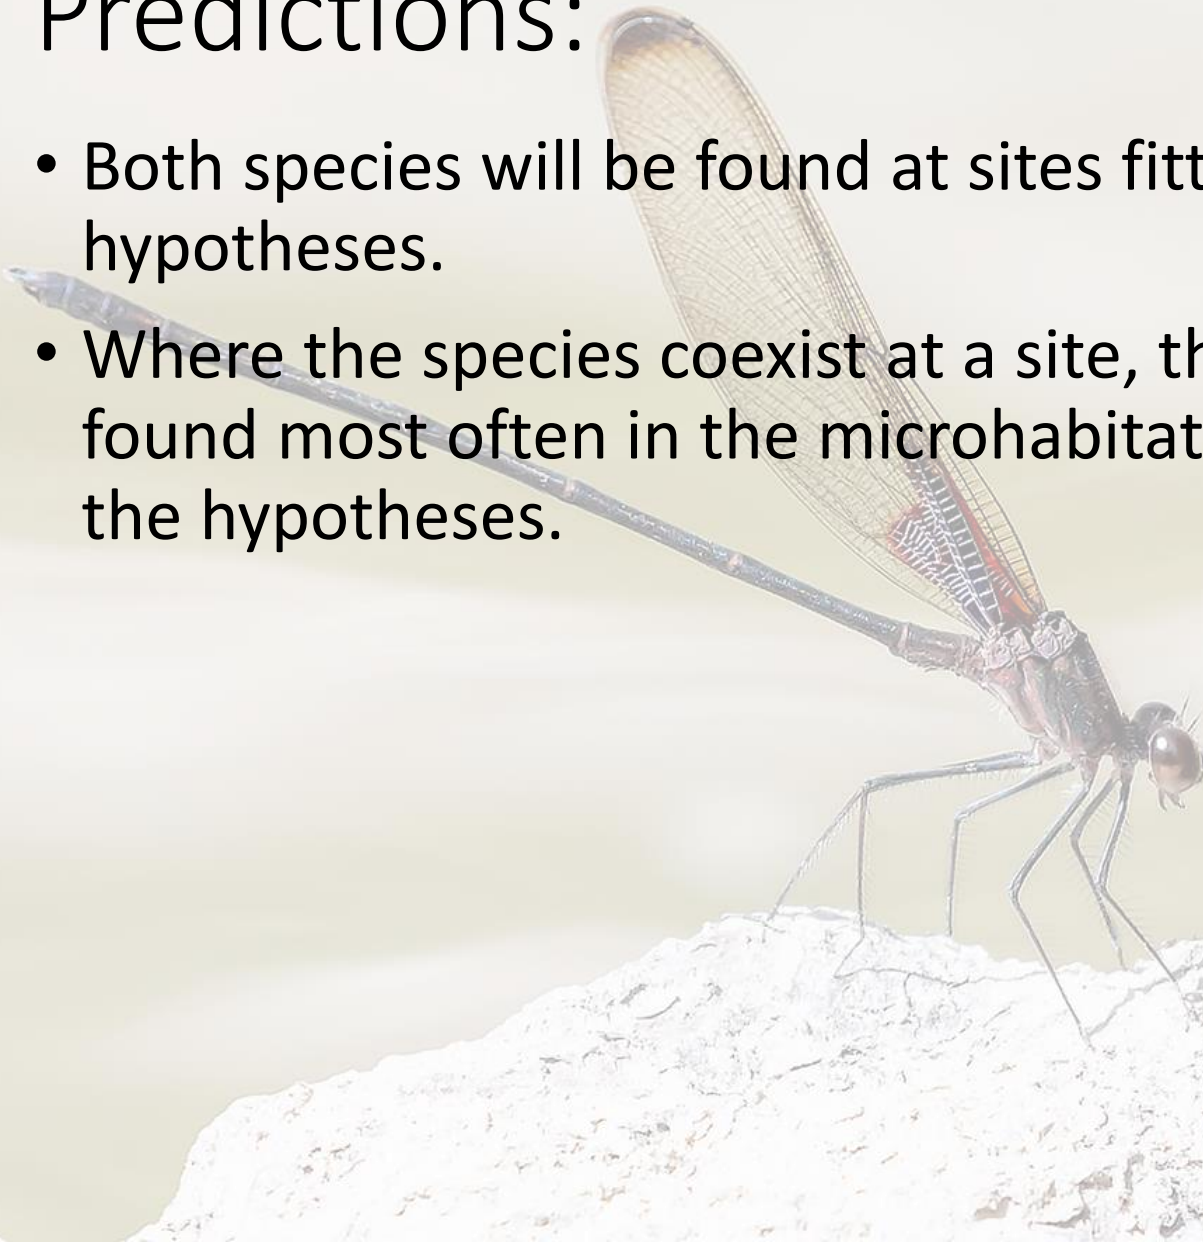 Predictions:
• Both species will be found at sites fitt
hypotheses.
• Where the species coexist at a site, th
found most often in the microhabitat
the hypotheses.